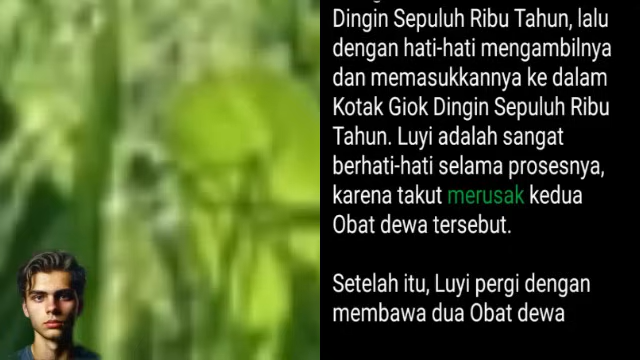 Dingin Sepuluh Ribu Tahun, lalu
dengan hati-hati mengambilnya
dan memasukkannya ke dalam
Kotak Giok Dingin Sepuluh Ribu
Tahun. Luyi adalah sangat
berhati-hati selama prosesnya,
karena takut merusak kedua
Obat dewa tersebut.

Setelah itu, Luyi pergi dengan
membawa dua Obat dewa